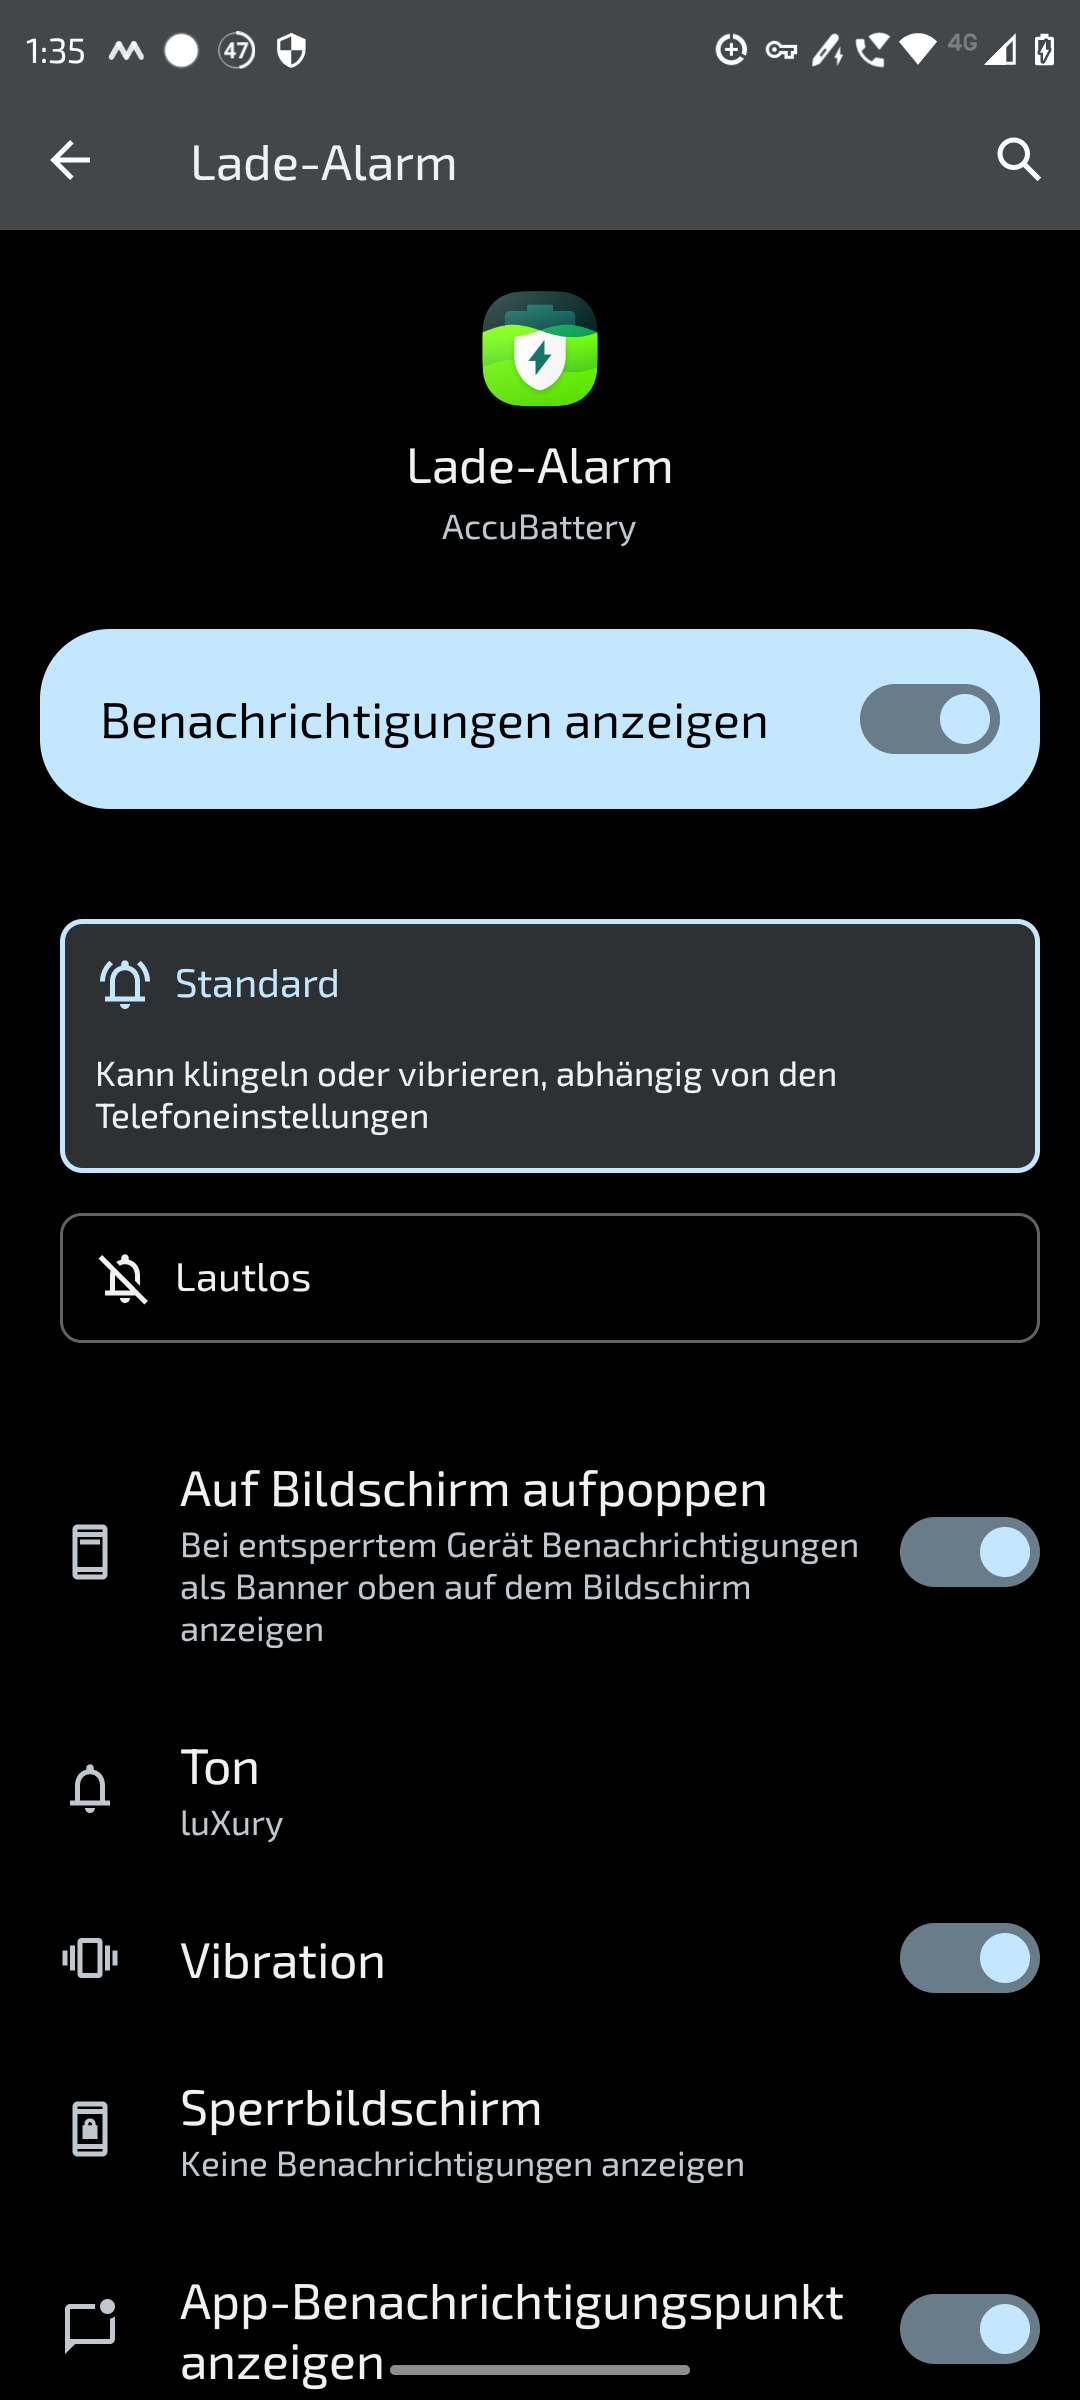 1:35
47
4G
Lade-Alarm
Lade-Alarm
AccuBattery
Benachrichtigungen anzeigen
Standard
Kann klingeln oder vibrieren, abhängig von den
Telefoneinstellungen
Lautlos
Auf Bildschirm aufpoppen
Bei entsperrtem Gerät Benachrichtigungen
als Banner oben auf dem Bildschirm
anzeigen
Ton
luXury
Vibration
Sperrbildschirm
Keine Benachrichtigungen anzeigen
App-Benachrichtigungspunkt
anzeigen